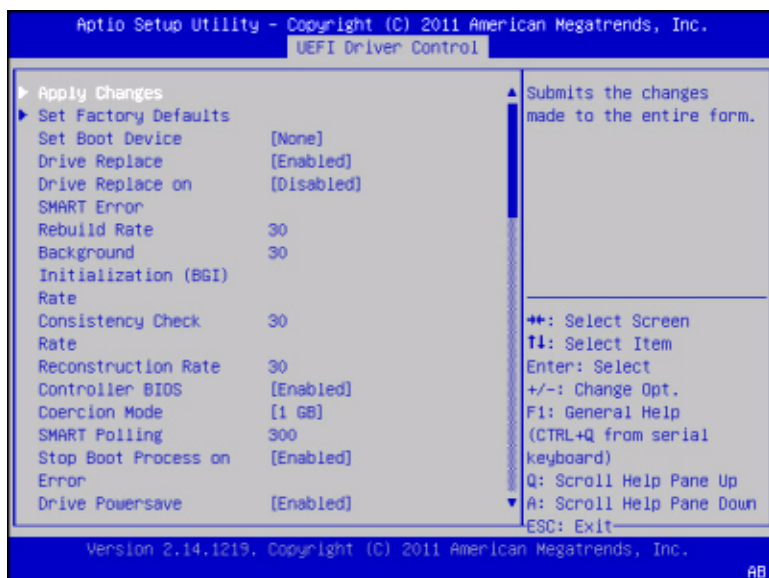 Aptio Setup Utility – Copyright (C) 2011 American Megatrends, Inc.
UEFI Driver Control
Apply Changes
Set Factory Defaults
Set Boot Device [None]
Drive Replace [Enabled]
Drive Replace on [Disabled]
SMART Error
Rebuild Rate 30
Background 30
Initialization (BGI)
Rate
Consistency Check 30
Rate
Reconstruction Rate 30
Controller BIOS [Enabled]
Coercion Mode [1 GB]
SMART Polling 300
Stop Boot Process on [Enabled]
Error
Drive Powersave [Enabled]
Submits the changes
made to the entire form.
→←: Select Screen
↑↓: Select Item
Enter: Select
+/-: Change Opt.
F1: General Help
(CTRL+Q from serial
keyboard)
Q: Scroll Help Pane Up
A: Scroll Help Pane Down
ESC: Exit
Version 2.14.1219. Copyright (C) 2011 American Megatrends, Inc.
AB